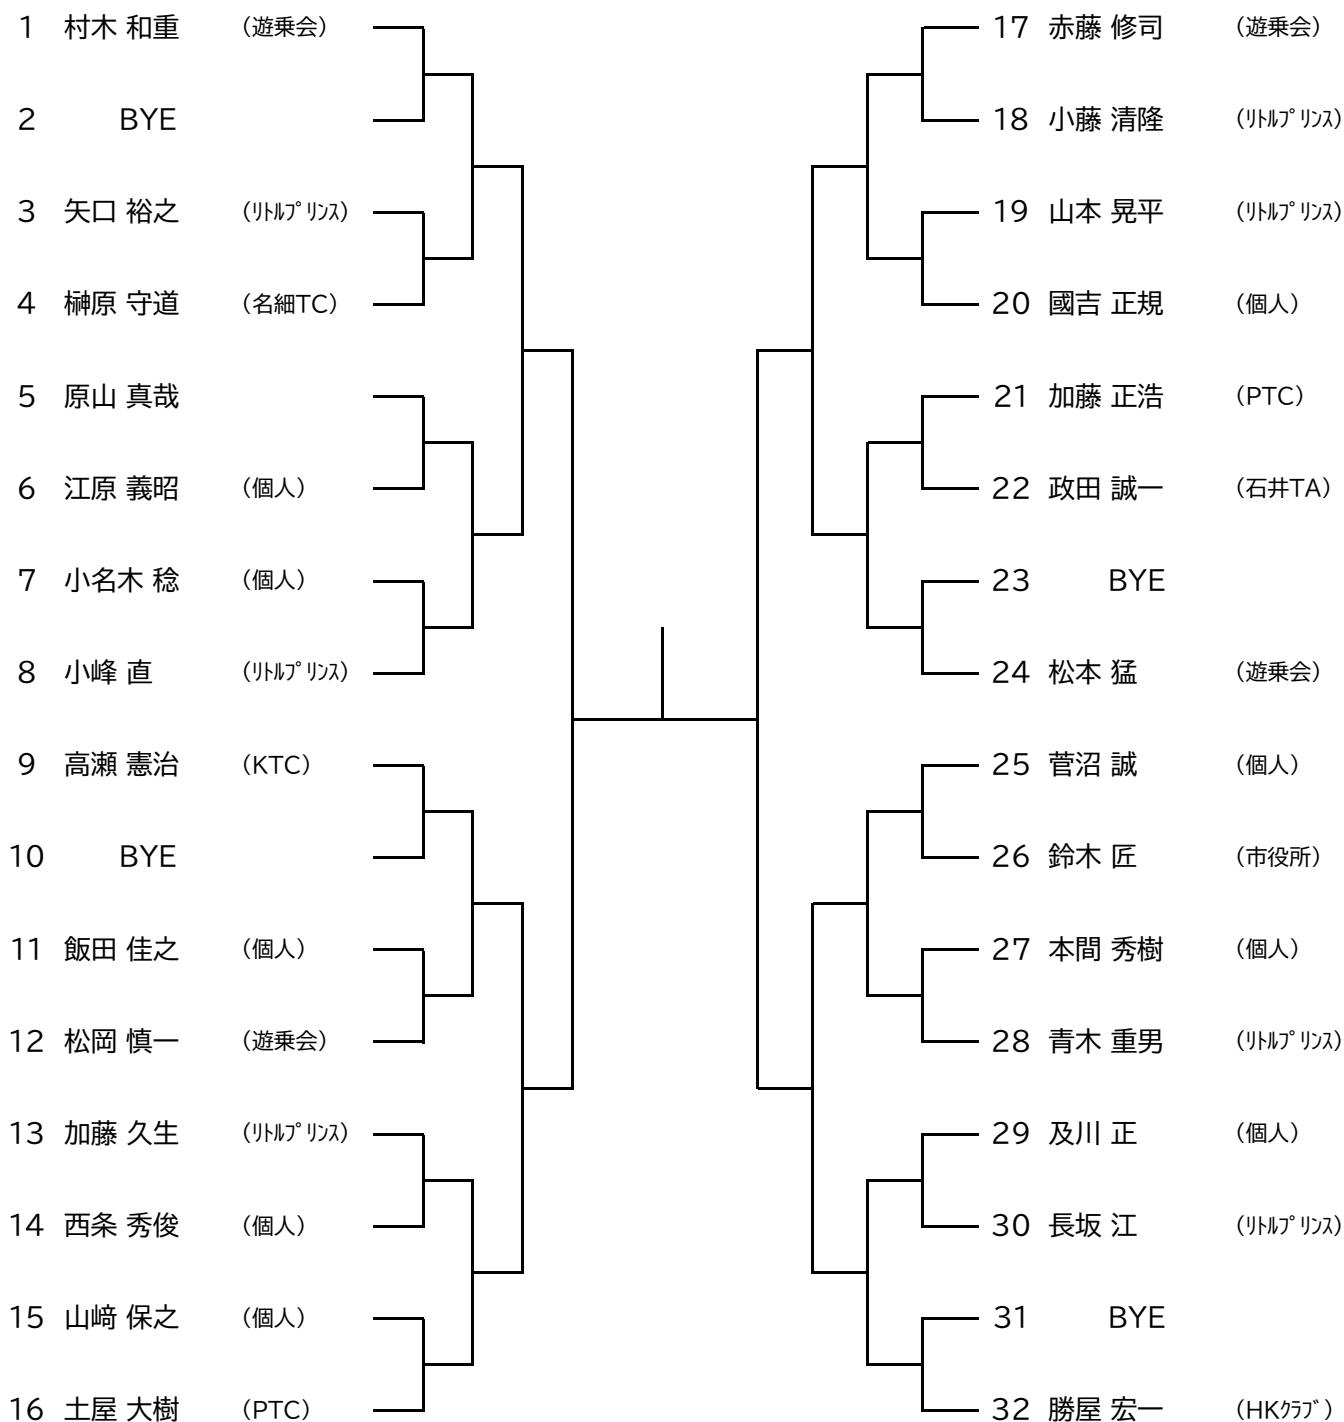 1 村木 和重 (遊乗会)
2 BYE
3 矢口 裕之 (ﾘﾄﾙﾌﾟﾘﾝｽ)
4 榊原 守道 (名細TC)
5 原山 真哉
6 江原 義昭 (個人)
7 小名木 稔 (個人)
8 小峰 直 (ﾘﾄﾙﾌﾟﾘﾝｽ)
9 高瀬 憲治 (KTC)
10 BYE
11 飯田 佳之 (個人)
12 松岡 慎一 (遊乗会)
13 加藤 久生 (ﾘﾄﾙﾌﾟﾘﾝｽ)
14 西条 秀俊 (個人)
15 山﨑 保之 (個人)
16 土屋 大樹 (PTC)
17 赤藤 修司 (遊乗会)
18 小藤 清隆 (ﾘﾄﾙﾌﾟﾘﾝｽ)
19 山本 晃平 (ﾘﾄﾙﾌﾟﾘﾝｽ)
20 國吉 正規 (個人)
21 加藤 正浩 (PTC)
22 政田 誠一 (石井TA)
23 BYE
24 松本 猛 (遊乗会)
25 菅沼 誠 (個人)
26 鈴木 匠 (市役所)
27 本間 秀樹 (個人)
28 青木 重男 (ﾘﾄﾙﾌﾟﾘﾝｽ)
29 及川 正 (個人)
30 長坂 江 (ﾘﾄﾙﾌﾟﾘﾝｽ)
31 BYE
32 勝屋 宏一 (HKｸﾗﾌﾞ)